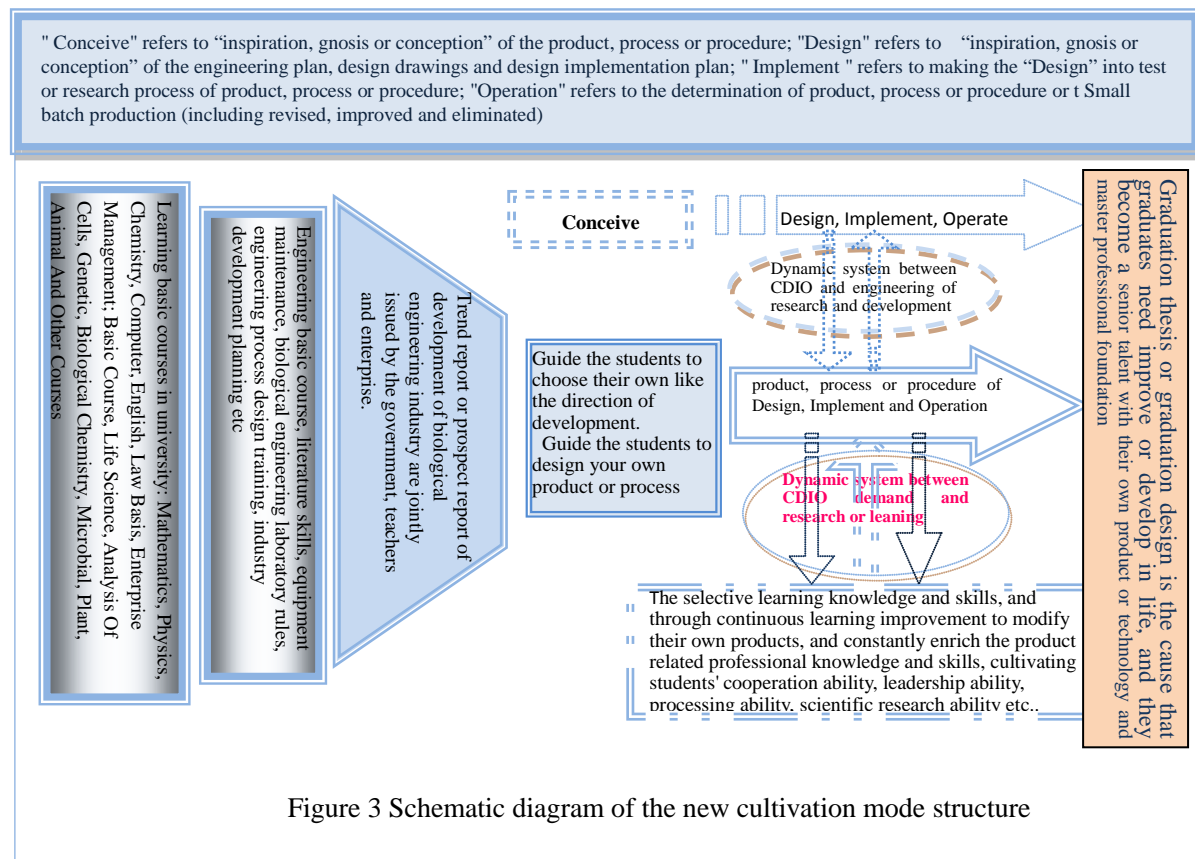 " Conceive" refers to “inspiration, gnosis or conception” of the product, process or procedure; "Design" refers to “inspiration, gnosis or
conception” of the engineering plan, design drawings and design implementation plan; " Implement " refers to making the “Design” into test
or research process of product, process or procedure; "Operation" refers to the determination of product, process or procedure or t Small
batch production (including revised, improved and eliminated)
Learning basic courses in university: Mathematics, Physics,
Chemistry, Computer, English, Law Basis, Enterprise
Management; Basic Course, Life Science, Analysis Of
Cells, Genetic, Biological Chemistry, Microbial, Plant,
Animal And Other Courses
Engineering basic course, literature skills, equipment
maintenance, biological engineering laboratory rules,
engineering process design training, industry
development planning etc
Trend report or prospect report of
development of biological
engineering industry are jointly
issued by the government, teachers
and enterprise.
Guide the students to
choose their own like
the direction of
development.
Guide the students to
design your own
product or process
Conceive
Design, Implement, Operate
Dynamic system between
CDIO and engineering of
research and development
product, process or procedure of
Design, Implement and Operation
Dynamic system between
CDIO demand and
research or leaning
The selective learning knowledge and skills, and
through continuous learning improvement to modify
their own products, and constantly enrich the product
related professional knowledge and skills, cultivating
students' cooperation ability, leadership ability,
processing ability, scientific research ability etc..
Graduation thesis or graduation design is the cause that
graduates need improve or develop in life, and they
become a senior talent with their own product or technology and
master professional foundation
Figure 3 Schematic diagram of the new cultivation mode structure